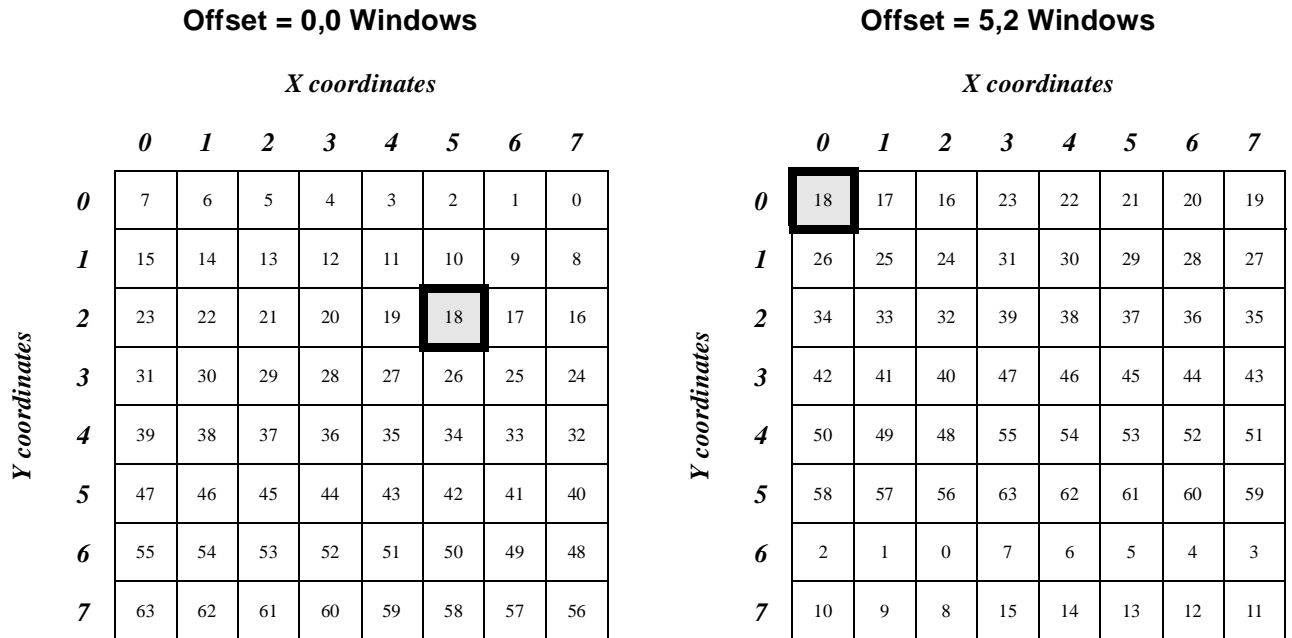 Offset = 0,0 Windows
X coordinates
0 1 2 3 4 5 6 7
Y coordinates
0 7 6 5 4 3 2 1 0
1 15 14 13 12 11 10 9 8
2 23 22 21 20 19 18 17 16
3 31 30 29 28 27 26 25 24
4 39 38 37 36 35 34 33 32
5 47 46 45 44 43 42 41 40
6 55 54 53 52 51 50 49 48
7 63 62 61 60 59 58 57 56
Offset = 5,2 Windows
X coordinates
0 1 2 3 4 5 6 7
Y coordinates
0 18 17 16 23 22 21 20 19
1 26 25 24 31 30 29 28 27
2 34 33 32 39 38 37 36 35
3 42 41 40 47 46 45 44 43
4 50 49 48 55 54 53 52 51
5 58 57 56 63 62 61 60 59
6 2 1 0 7 6 5 4 3
7 10 9 8 15 14 13 12 11